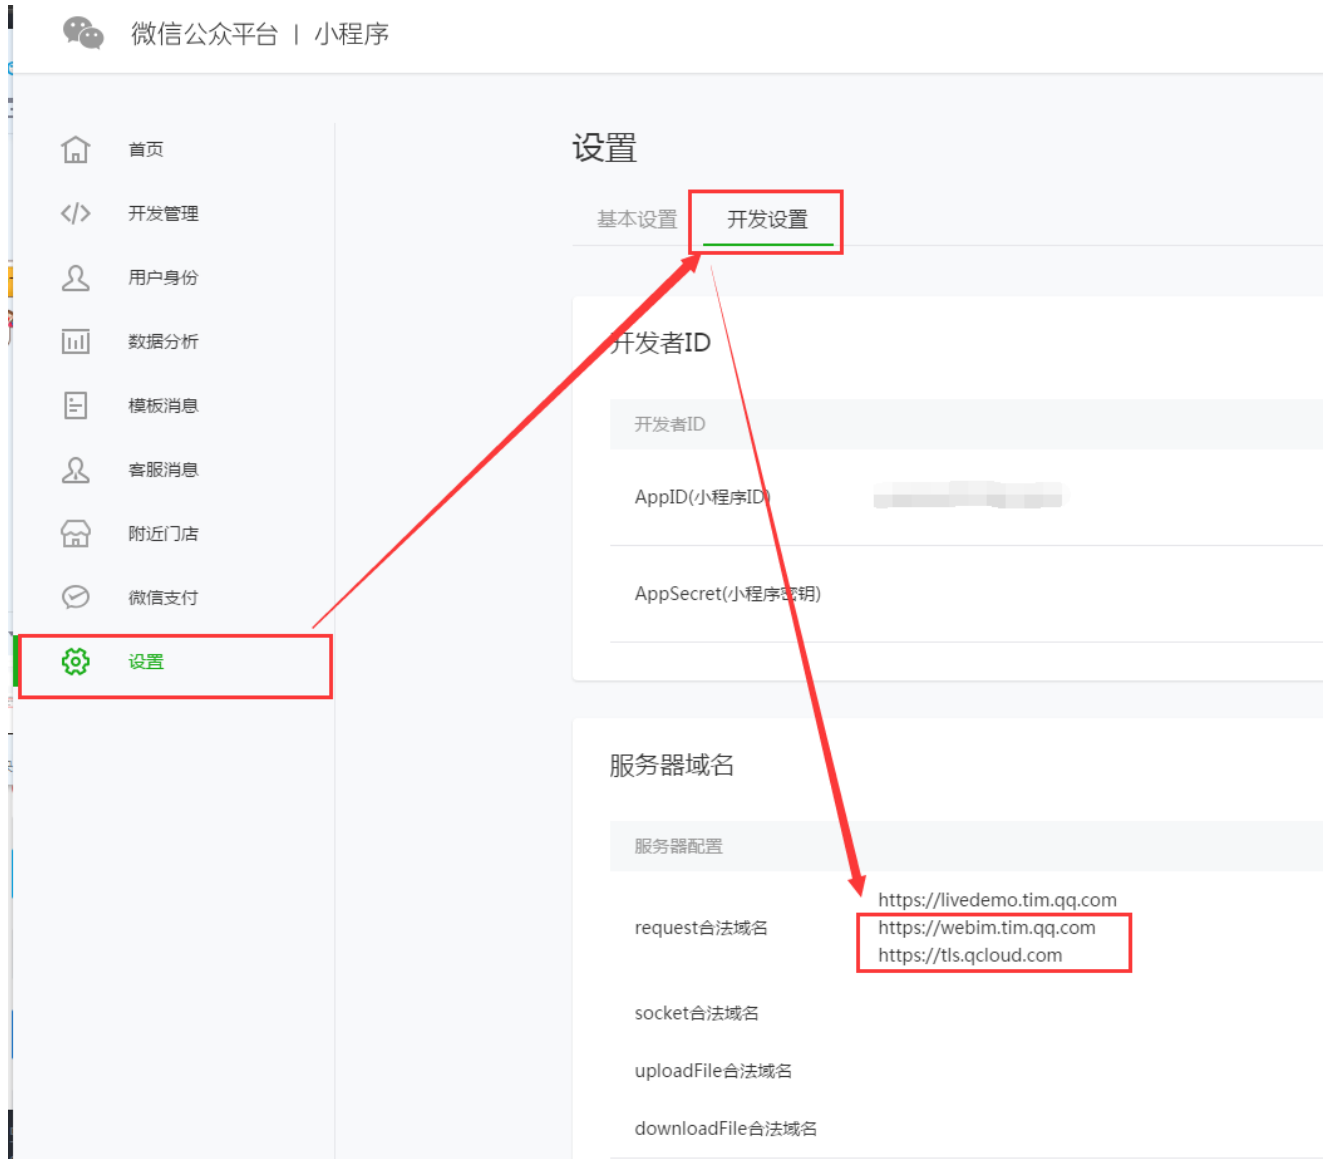 微信公众平台 | 小程序
首页
开发管理
用户身份
数据分析
模板消息
客服消息
附近门店
微信支付
设置
设置
基本设置 开发设置
开发者ID
开发者ID
AppID(小程序ID)
AppSecret(小程序密钥)
服务器域名
服务器配置
request合法域名
https://livedemo.tim.qq.com
https://webim.tim.qq.com
https://tls.qcloud.com
socket合法域名
uploadFile合法域名
downloadFile合法域名